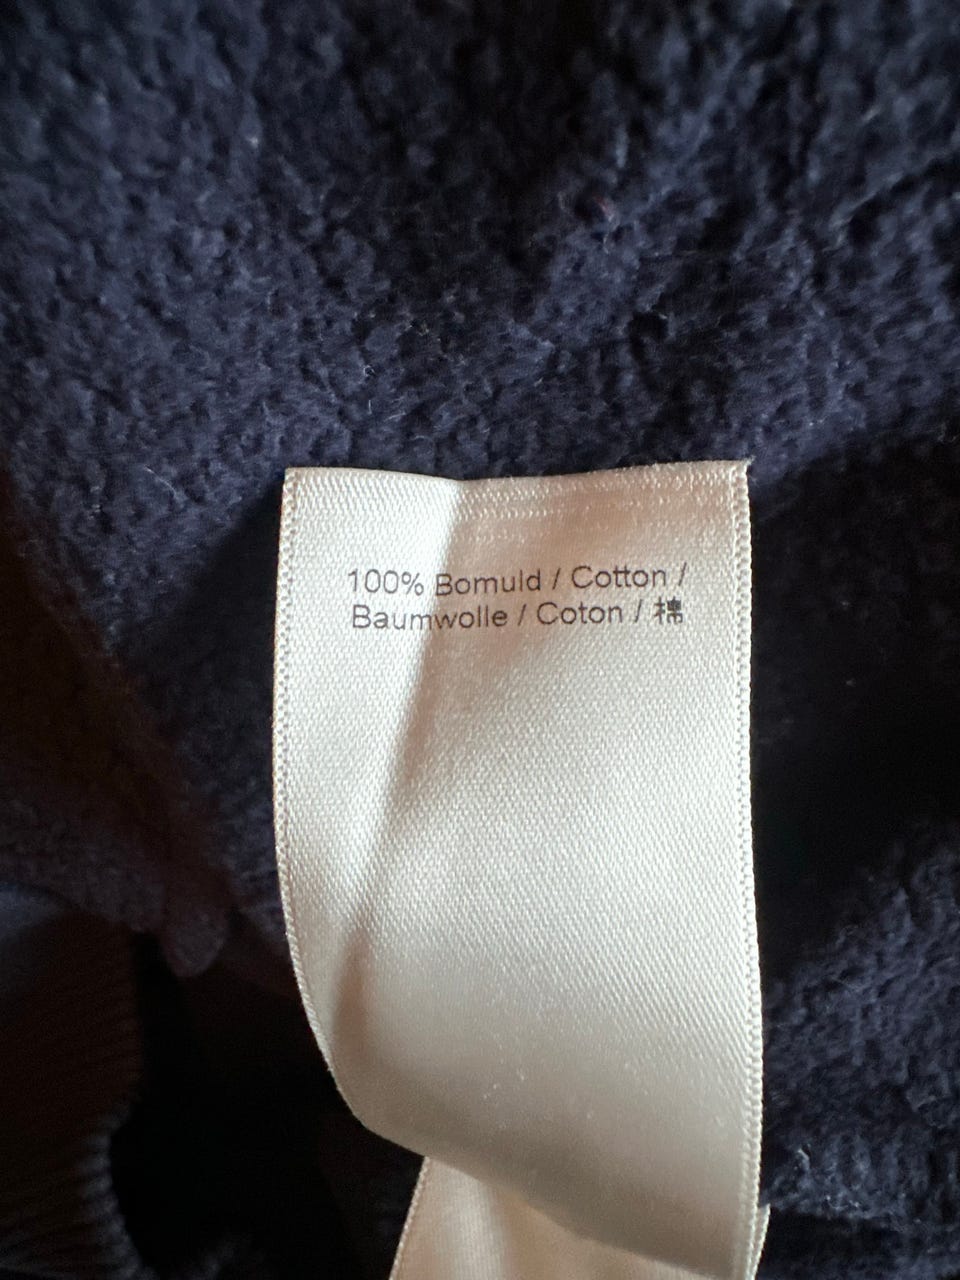 100% Bomuld / Cotton /
Baumwolle / Coton / 棉